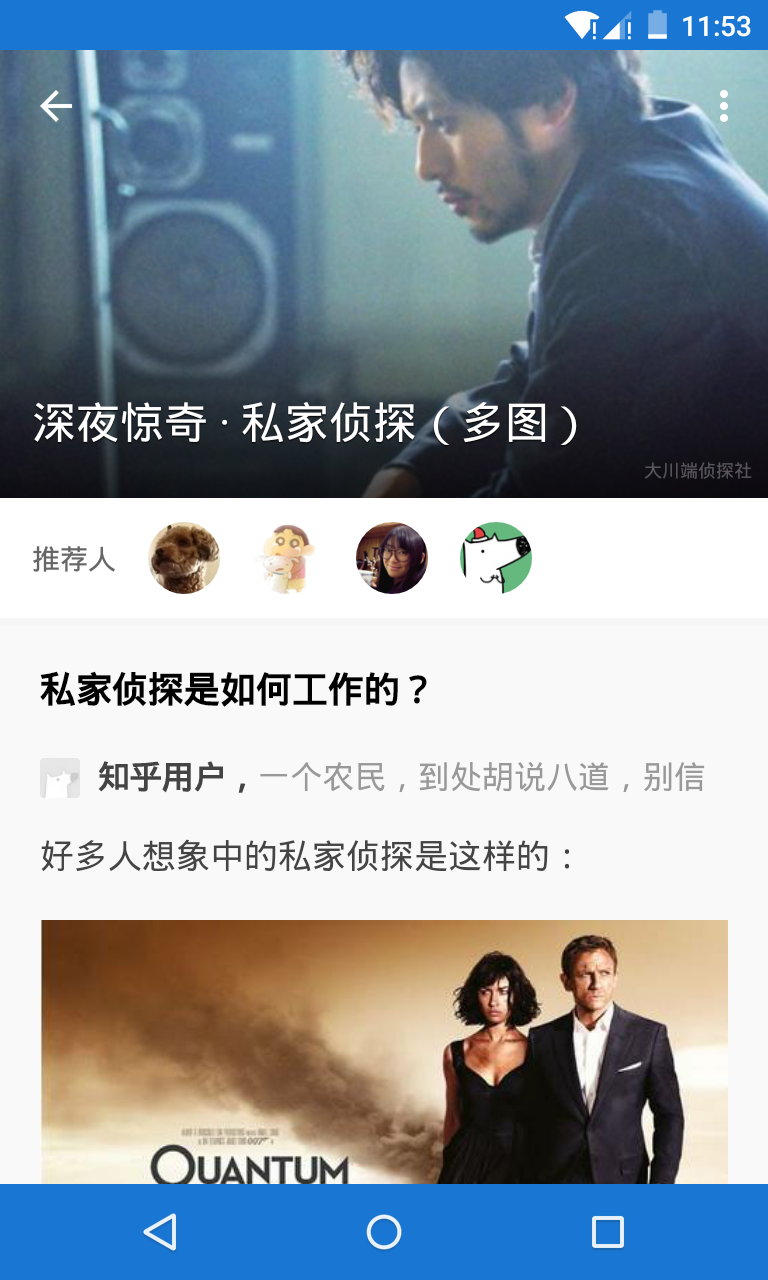 11:53
深夜惊奇 · 私家侦探（多图）
大川端侦探社
推荐人
私家侦探是如何工作的？
知乎用户，一个农民，到处胡说八道，别信
好多人想象中的私家侦探是这样的：
QUANTUM